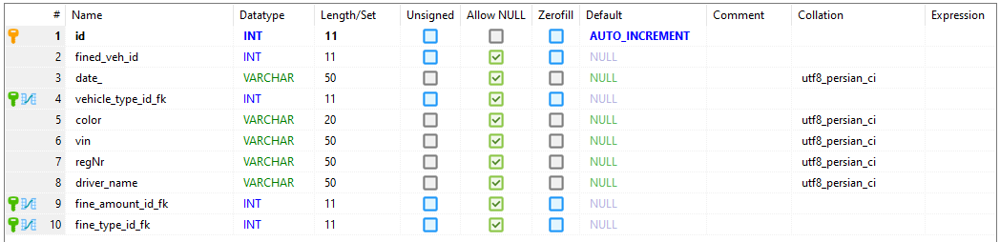 # Name Datatype Length/Set Unsigned Allow NULL Zerofill Default Comment Collation Expression
1 id INT 11 AUTO_INCREMENT
2 fined_veh_id INT 11 NULL
3 date_ VARCHAR 50 NULL utf8_persian_ci
4 vehicle_type_id_fk INT 11 NULL
5 color VARCHAR 20 NULL utf8_persian_ci
6 vin VARCHAR 50 NULL utf8_persian_ci
7 regNr VARCHAR 50 NULL utf8_persian_ci
8 driver_name VARCHAR 50 NULL utf8_persian_ci
9 fine_amount_id_fk INT 11 NULL
10 fine_type_id_fk INT 11 NULL